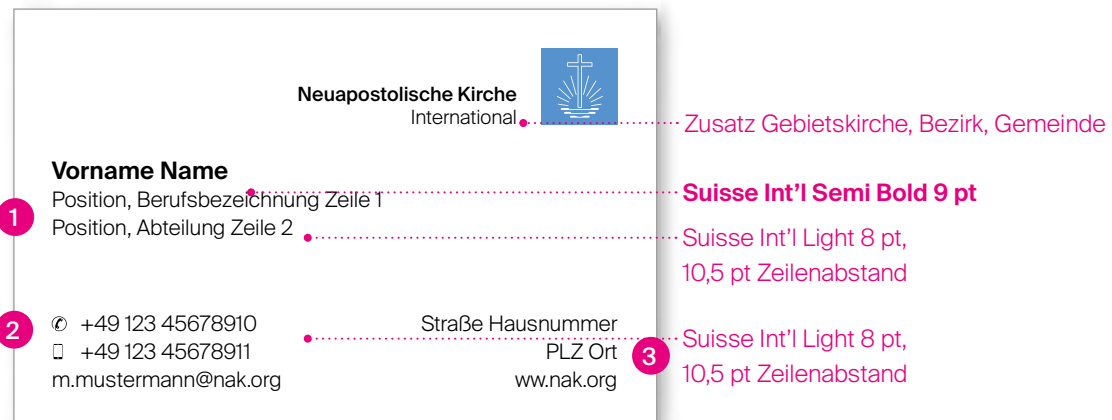 Neuapostolische Kirche
International
Zusatz Gebietskirche, Bezirk, Gemeinde
Vorname Name
Suisse Int'l Semi Bold 9 pt
1
Position, Berufsbezeichnung Zeile 1
Position, Abteilung Zeile 2
Suisse Int'l Light 8 pt,
10,5 pt Zeilenabstand
2
✆ +49 123 45678910
+49 123 45678911
m.mustermann@nak.org
Straße Hausnummer
PLZ Ort
ww.nak.org
3
Suisse Int'l Light 8 pt,
10,5 pt Zeilenabstand